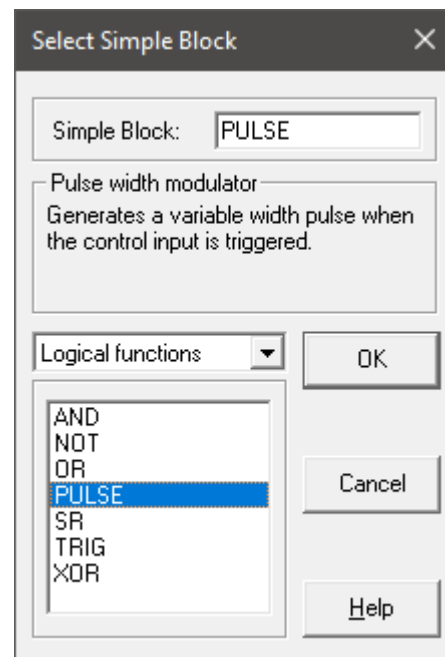 Select Simple Block
Simple Block: PULSE
Pulse width modulator
Generates a variable width pulse when
the control input is triggered.
Logical functions
OK
AND
NOT
OR
PULSE
SR
TRIG
XOR
Cancel
Help